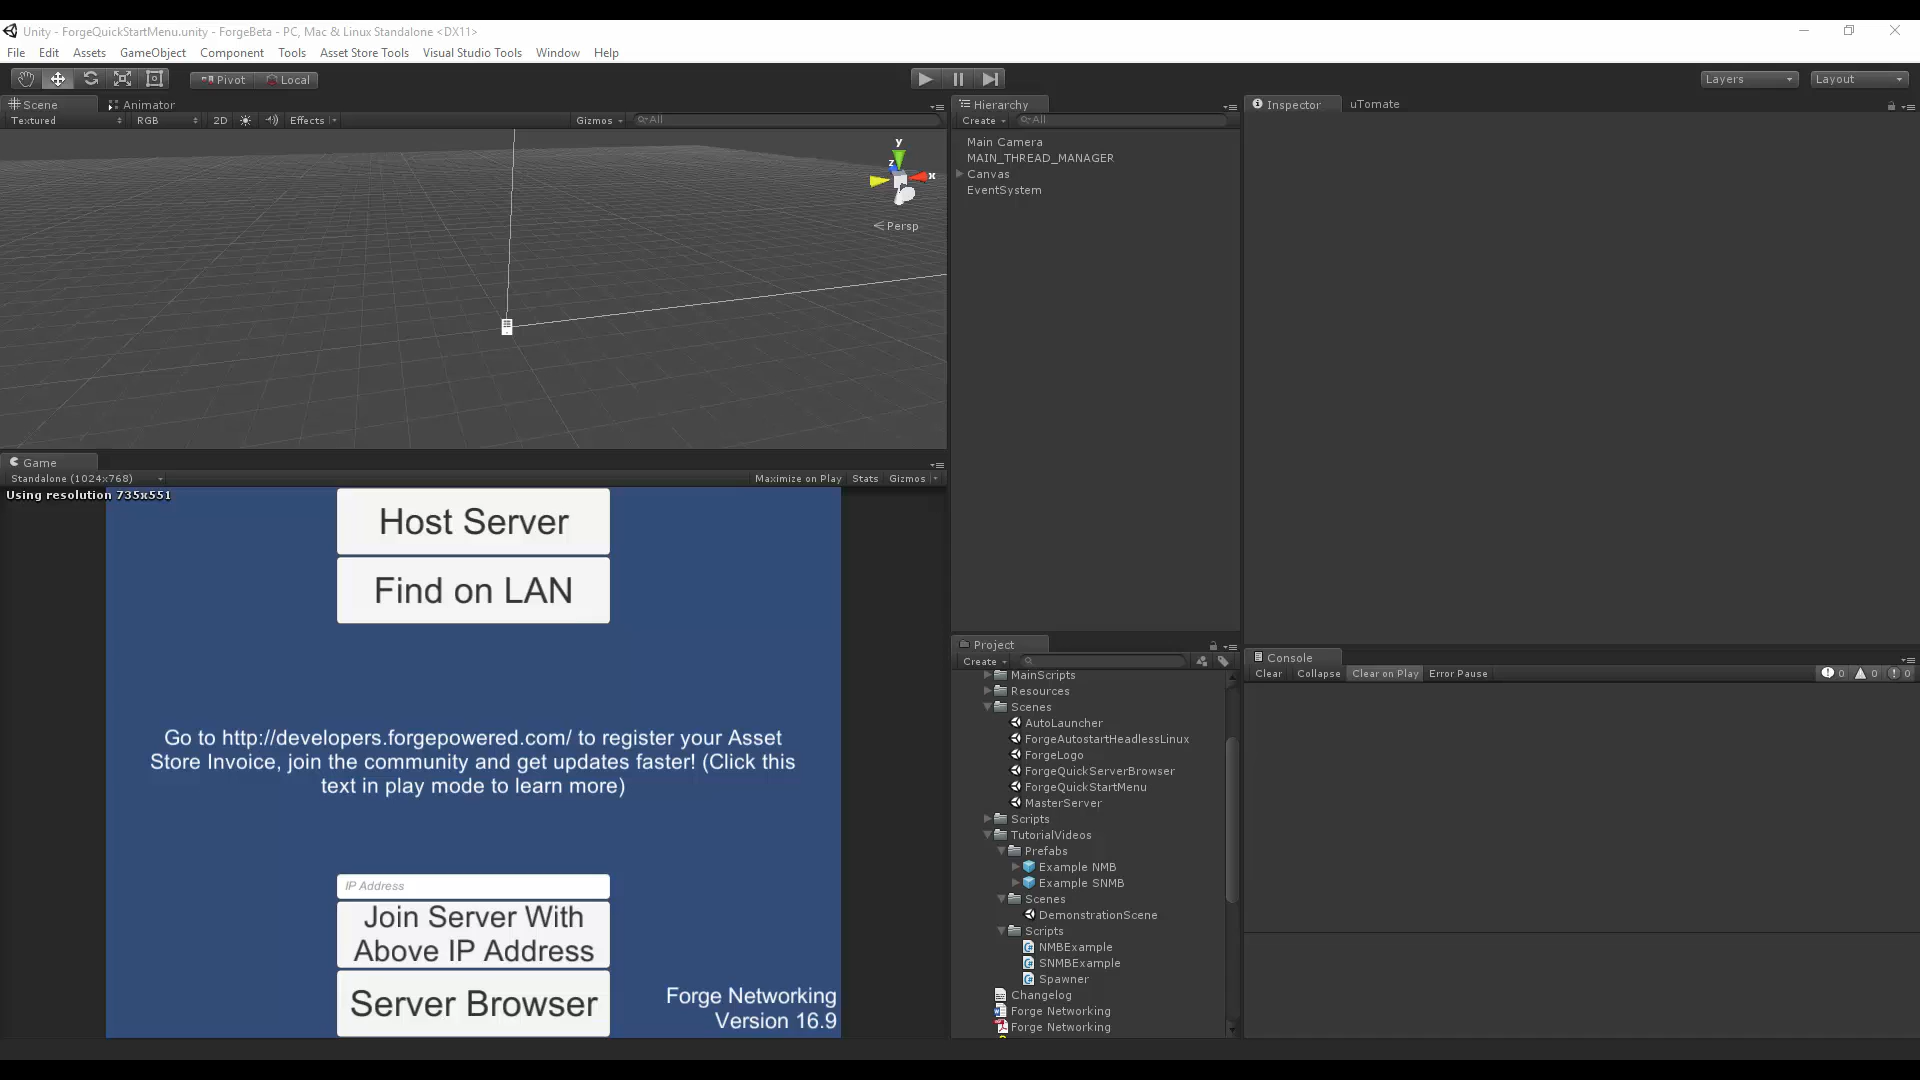 Unity - ForgeQuickStartMenu.unity - ForgeBeta - PC, Mac & Linux Standalone <DX11>
File Edit Assets GameObject Component Tools Asset Store Tools Visual Studio Tools Window Help
Pivot Local
Layers Layout
Scene Animator
Textured RGB 2D Effects Gizmos All
y
z
x
Persp
Game
Standalone (1024x768) Maximize on Play Stats Gizmos
Using resolution 735x551
Host Server
Find on LAN
Go to http://developers.forgepowered.com/ to register your Asset
Store Invoice, join the community and get updates faster! (Click this
text in play mode to learn more)
IP Address
Join Server With
Above IP Address
Server Browser
Forge Networking
Version 16.9
Hierarchy
Create All
Main Camera
MAIN_THREAD_MANAGER
Canvas
EventSystem
Project
Create
MainScripts
Resources
Scenes
AutoLauncher
ForgeAutostartHeadlessLinux
ForgeLogo
ForgeQuickServerBrowser
ForgeQuickStartMenu
MasterServer
Scripts
TutorialVideos
Prefabs
Example NMB
Example SNMB
Scenes
DemonstrationScene
Scripts
NMBExample
SNMBExample
Spawner
Changelog
Forge Networking
Forge Networking
Inspector uTomate
Console
Clear Collapse Clear on Play Error Pause 0 0 0